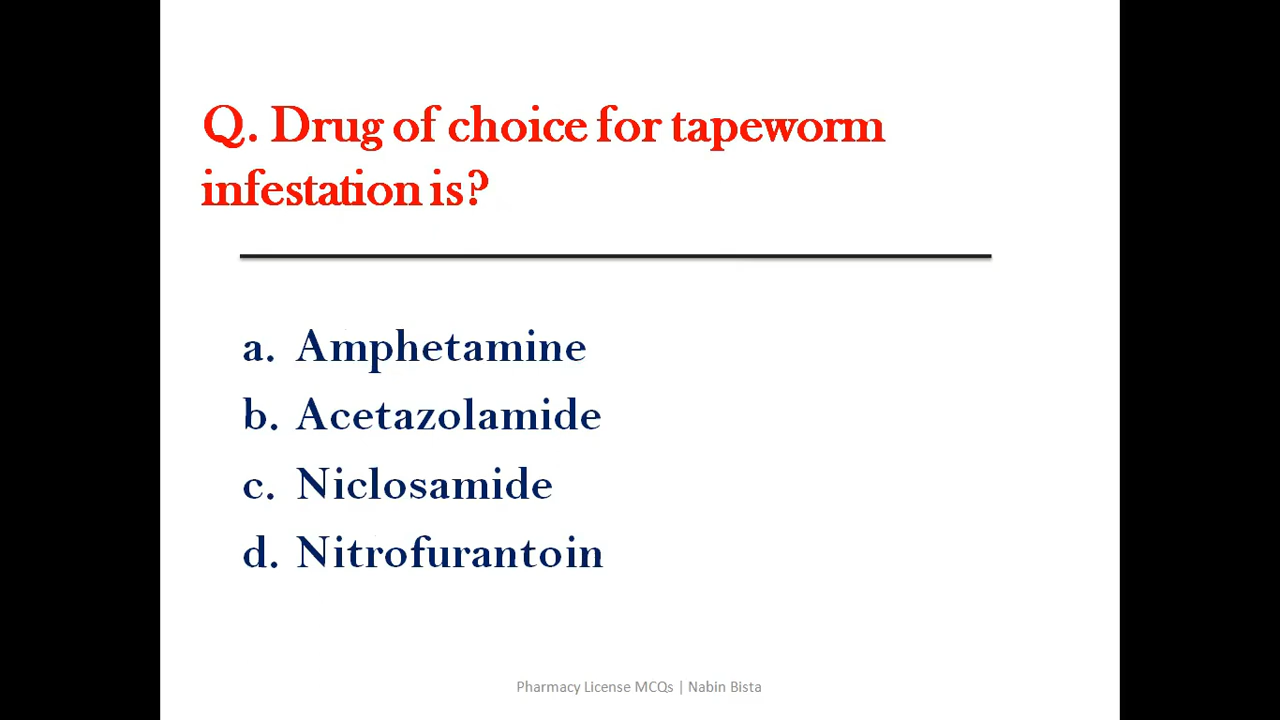 Q. Drug of choice for tapeworm
infestation is?
a. Amphetamine
b. Acetazolamide
c. Niclosamide
d. Nitrofurantoin
Pharmacy License MCQs | Nabin Bista